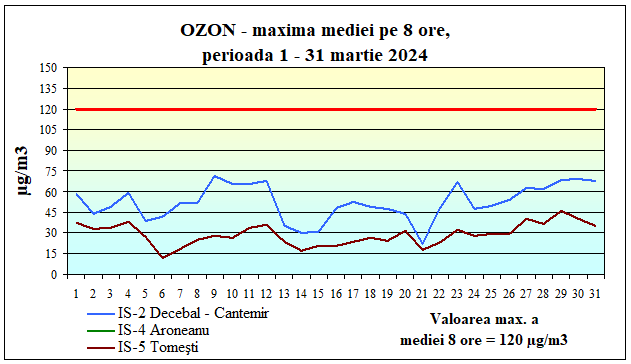 OZON - maxima mediei pe 8 ore,
perioada 1 - 31 martie 2024
µg/m3
150
135
120
105
90
75
60
45
30
15
0
1 2 3 4 5 6 7 8 9 10 11 12 13 14 15 16 17 18 19 20 21 22 23 24 25 26 27 28 29 30 31
IS-2 Decebal - Cantemir
IS-4 Aroneanu
IS-5 Tomești
Valoarea max. a
mediei 8 ore = 120 µg/m3